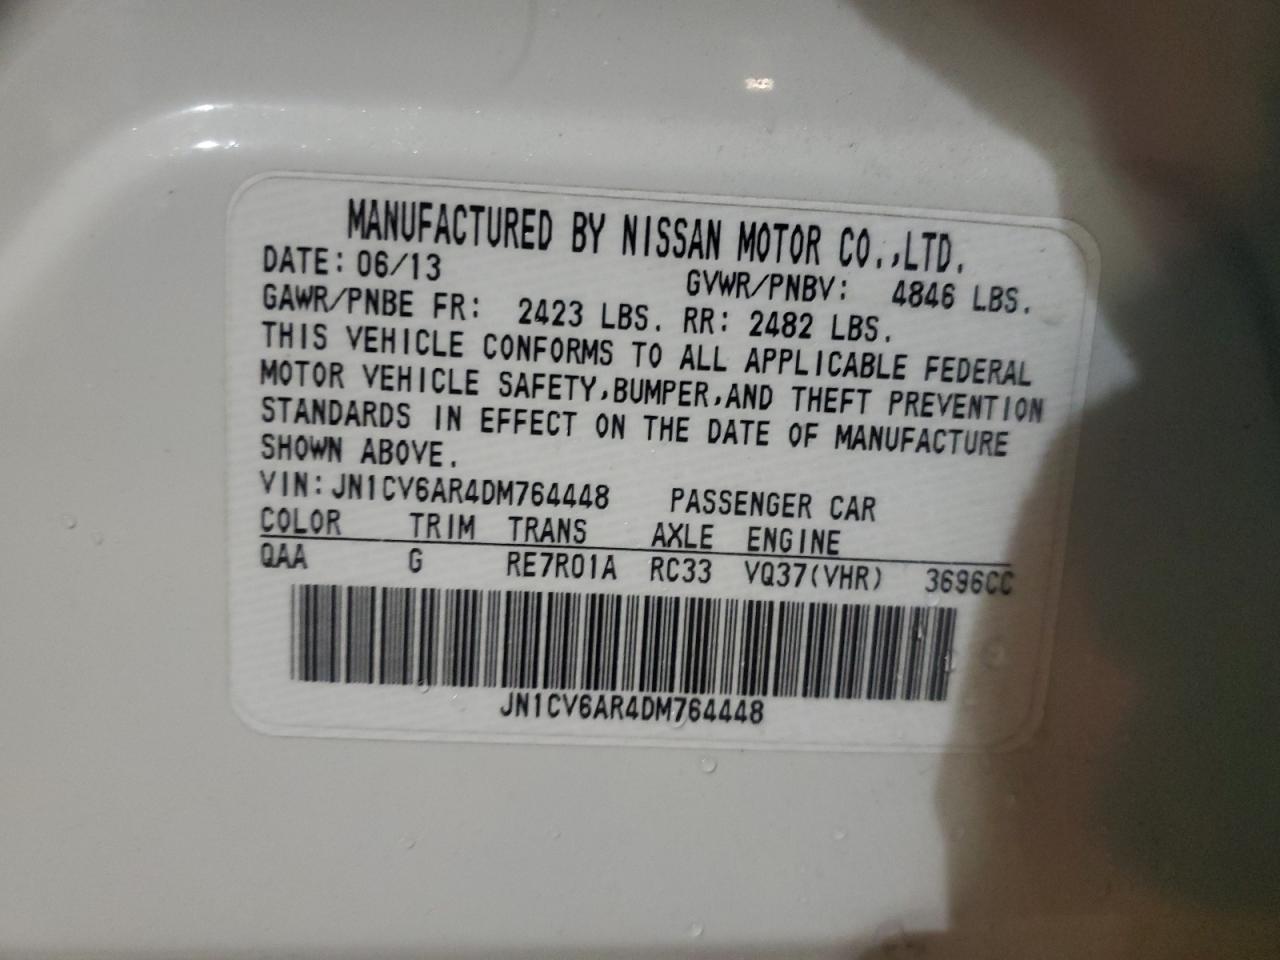 MANUFACTURED BY NISSAN MOTOR CO.,LTD.
DATE: 06/13 GVWR/PNBV: 4846 LBS.
GAWR/PNBE FR: 2423 LBS. RR: 2482 LBS.
THIS VEHICLE CONFORMS TO ALL APPLICABLE FEDERAL
MOTOR VEHICLE SAFETY,BUMPER,AND THEFT PREVENTION
STANDARDS IN EFFECT ON THE DATE OF MANUFACTURE
SHOWN ABOVE.
VIN:JN1CV6AR4DM764448 PASSENGER CAR
COLOR TRIM TRANS AXLE ENGINE
QAA G RE7R01A RC33 VQ37(VHR) 3696CC
JN1CV6AR4DM764448